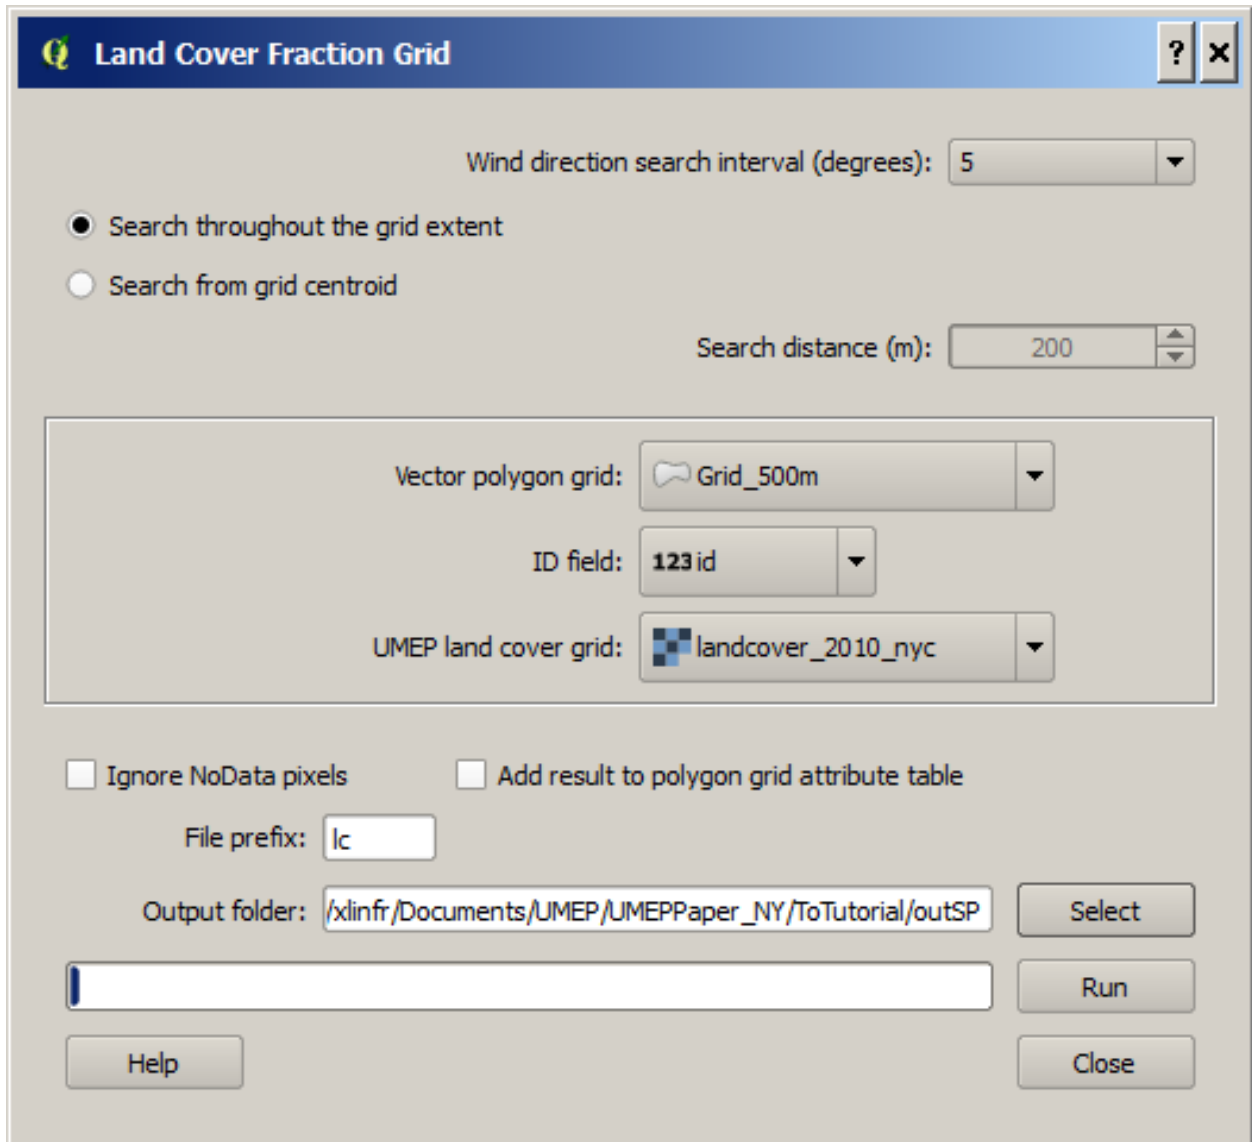 Land Cover Fraction Grid ?
Wind direction search interval (degrees): 5
Search throughout the grid extent
Search from grid centroid
Search distance (m): 200
Vector polygon grid: Grid_500m
ID field: 123 id
UMEP land cover grid: landcover_2010_nyc
Ignore NoData pixels Add result to polygon grid attribute table
File prefix: lc
Output folder: /xlinfr/Documents/UMEP/UMEPPaper_NY/ToTutorial/outSP Select
Run
Help Close